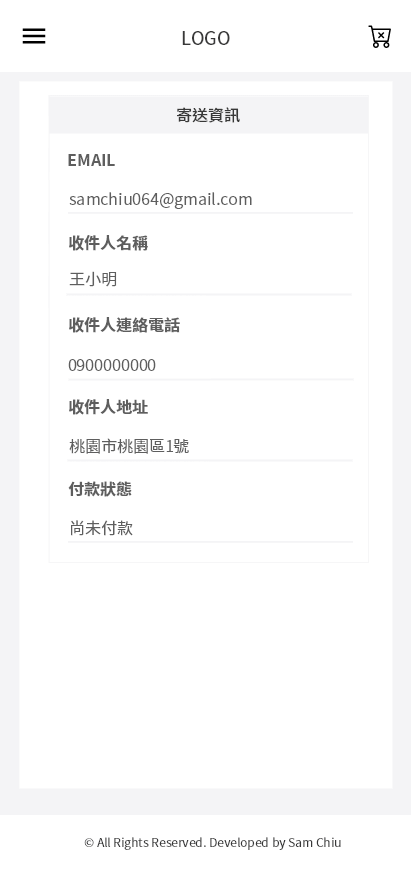 LOGO
寄送資訊
EMAIL
samchiu064@gmail.com
收件人名稱
王小明
收件人連絡電話
0900000000
收件人地址
桃園市桃園區1號
付款狀態
尚未付款
© All Rights Reserved. Developed by Sam Chiu